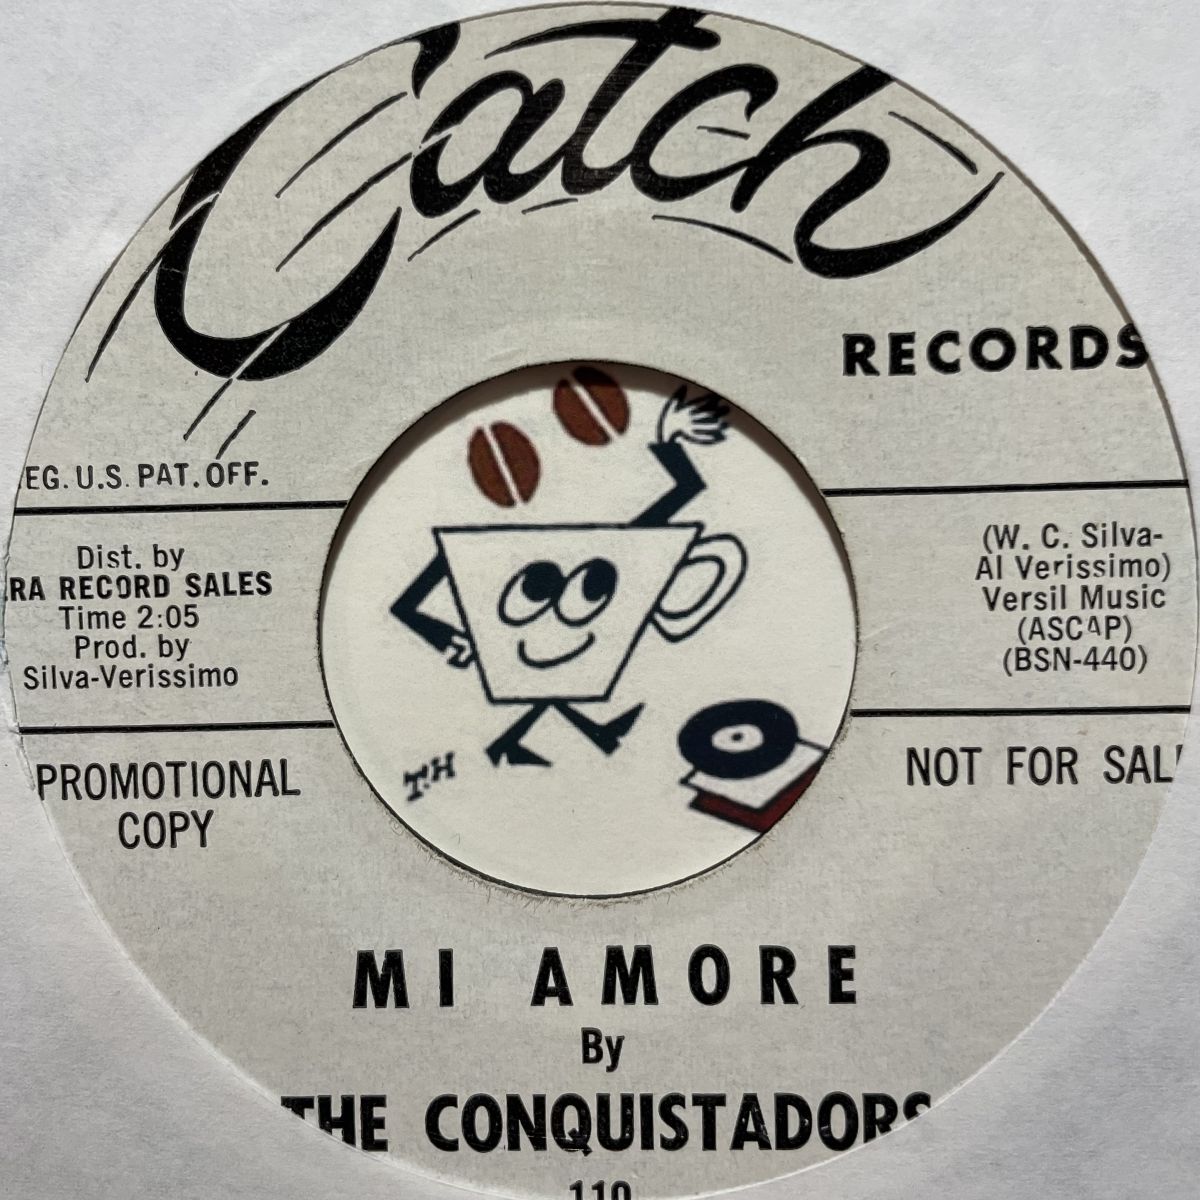 Catch
RECORDS
EG. U.S. PAT. OFF.
Dist. by
RA RECORD SALES
Time 2:05
Prod. by
Silva-Verissimo
(W. C. Silva-
Al Verissimo)
Versil Music
(ASCAP)
(BSN-440)
T.H
PROMOTIONAL
COPY
NOT FOR SAL
MI AMORE
By
THE CONQUISTADORS
110